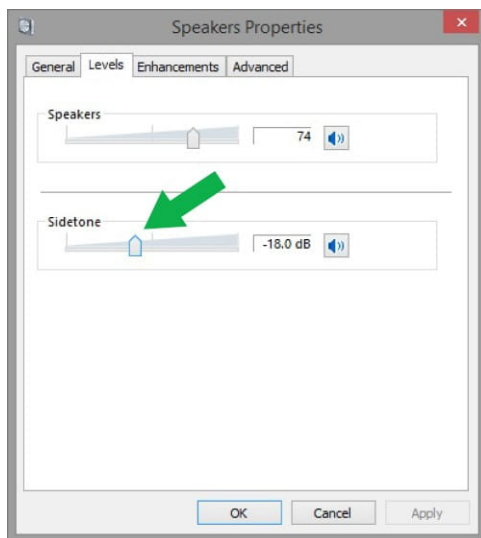 Speakers Properties
General Levels Enhancements Advanced
Speakers
74
Sidetone
-18.0 dB
OK Cancel Apply